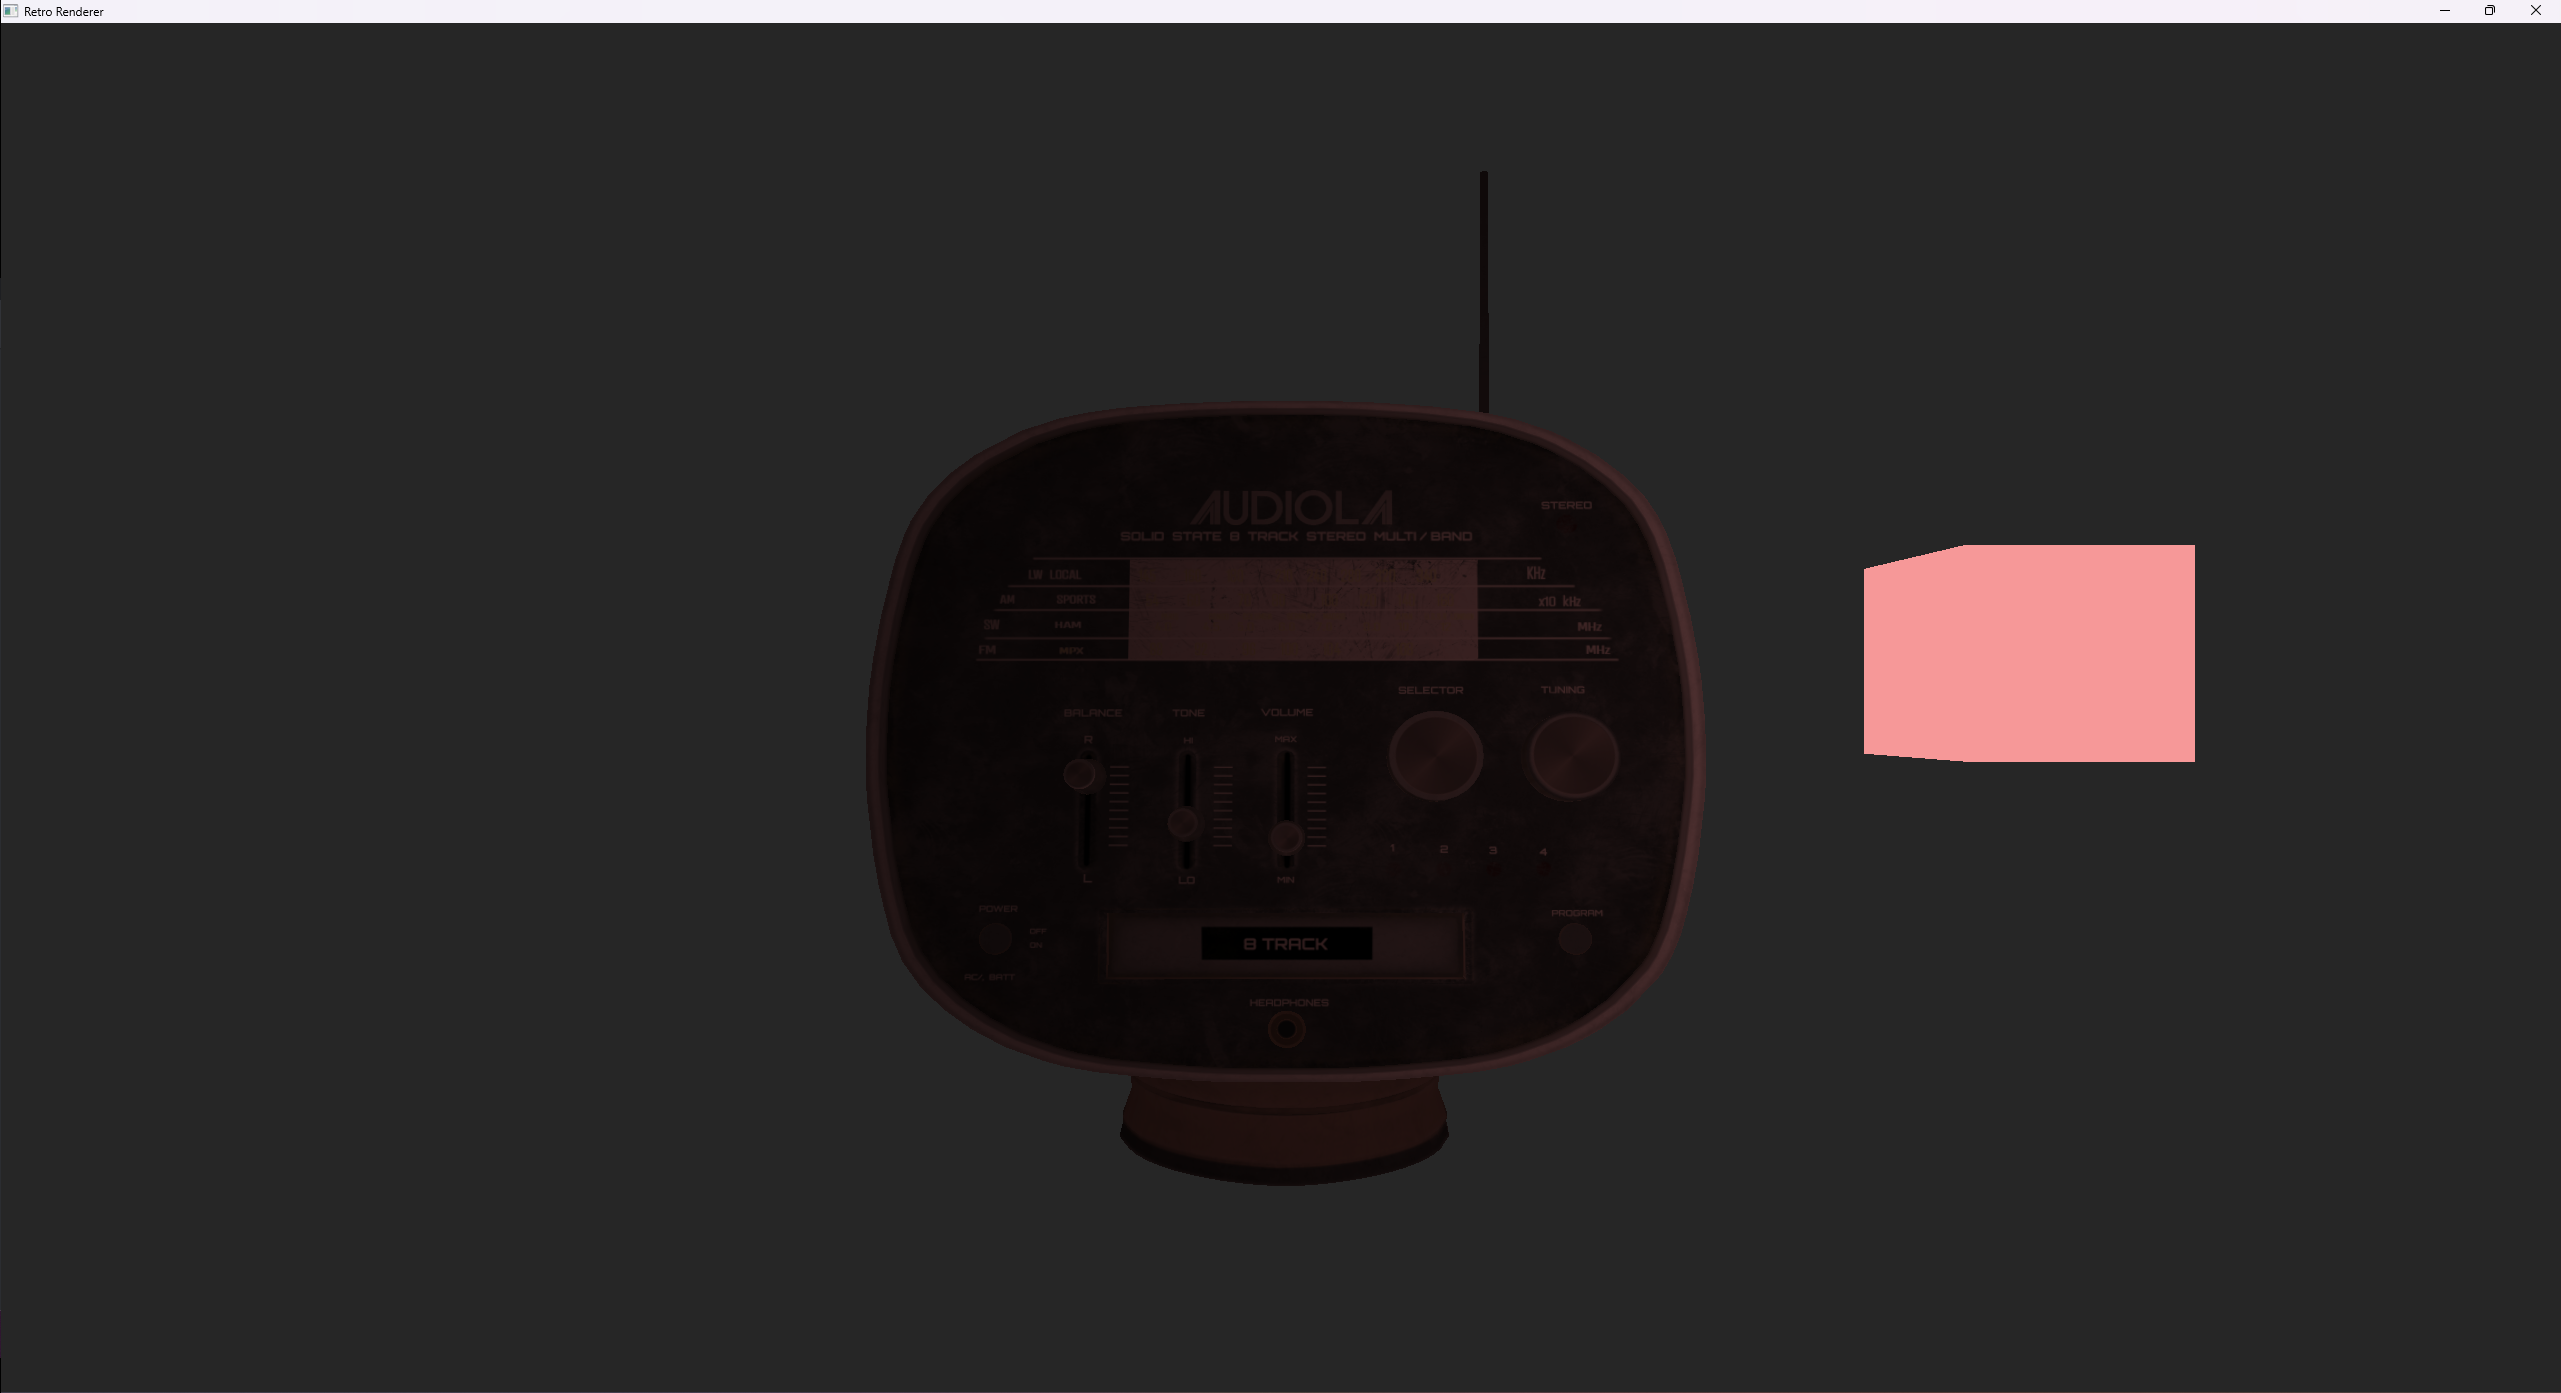 Retro Renderer
AUDIOLA
STEREO
SOLID STATE 8 TRACK STEREO MULTI/BAND
LW LOCAL KHz
AM SPORTS x10 kHz
SW HAM MHz
FM MPX MHz
SELECTOR TUNING
BALANCE TONE VOLUME
R HI MAX
1 2 3 4
L LO MIN
POWER PROGRAM
OFF
ON
8 TRACK
AC/ BATT
HEADPHONES